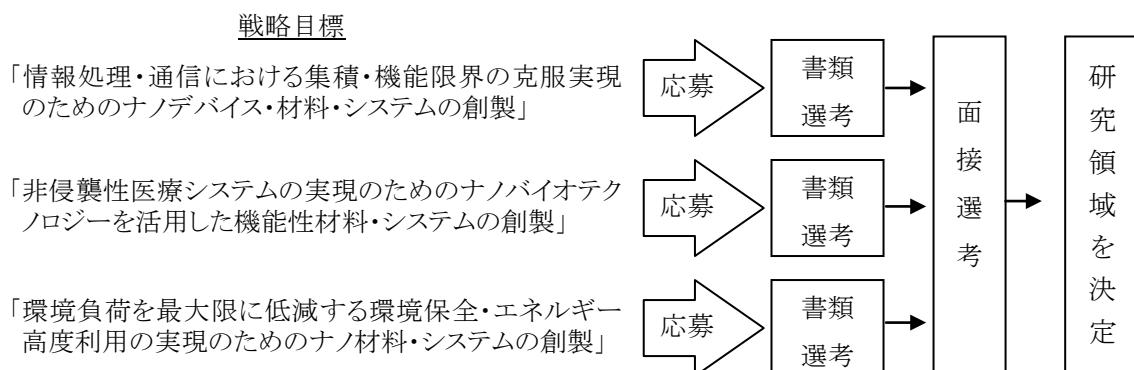 戦略目標
「情報処理・通信における集積・機能限界の克服実現
のためのナノデバイス・材料・システムの創製」
応募
書類
選考
「非侵襲性医療システムの実現のためのナノバイオテク
ノロジーを活用した機能性材料・システムの創製」
応募
書類
選考
「環境負荷を最大限に低減する環境保全・エネルギー
高度利用の実現のためのナノ材料・システムの創製」
応募
書類
選考
面接選考
研究領域を決定